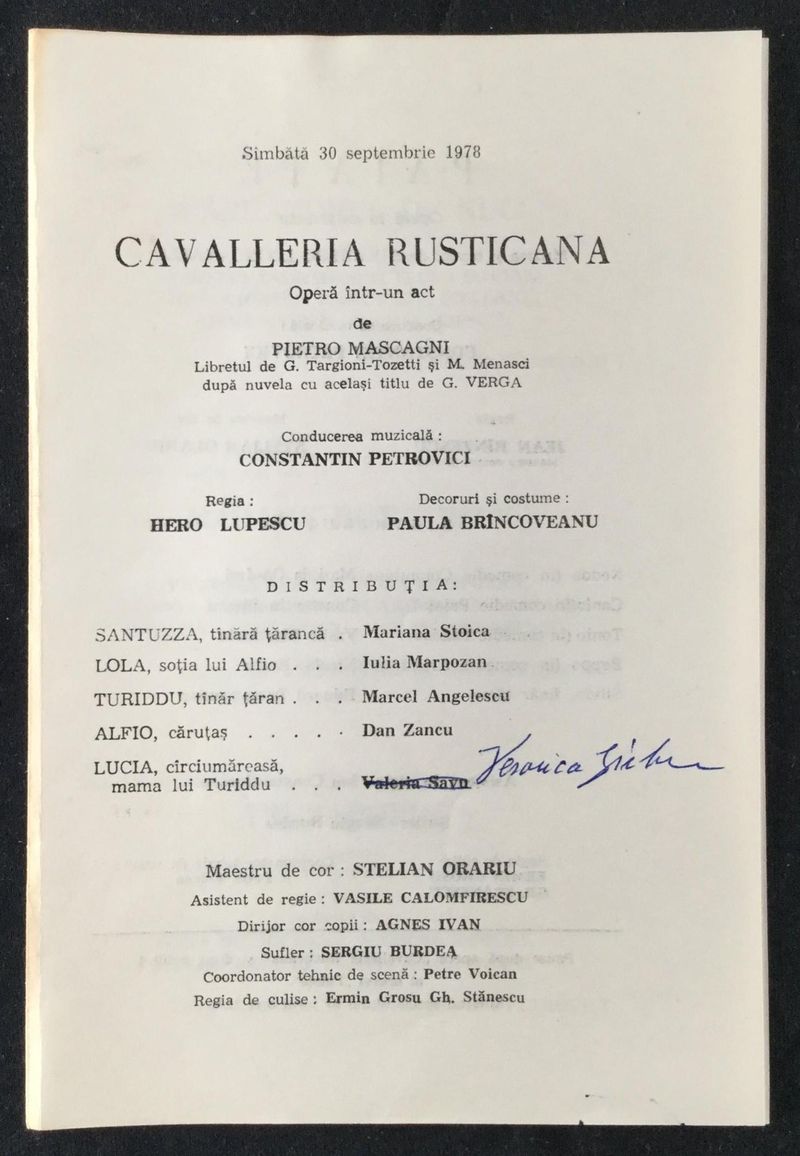 Simbătă 30 septembrie 1978
CAVALLERIA RUSTICANA
Operă într-un act
de
PIETRO MASCAGNI
Libretul de G. Targioni-Tozetti și M. Menasci
după nuvela cu același titlu de G. VERGA
Conducerea muzicală :
CONSTANTIN PETROVICI
Regia :
HERO LUPESCU
Decoruri și costume :
PAULA BRÎNCOVEANU
DISTRIBUȚIA:
SANTUZZA, tînără țărancă . Mariana Stoica
LOLA, soția lui Alfio . . . Iulia Marpozan
TURIDDU, tînăr țăran . . . Marcel Angelescu
ALFIO, căruțaș . . . . . Dan Zancu
LUCIA, cîrciumăreasă,
mama lui Turiddu . . . Valeria Savn Veronica
Maestru de cor : STELIAN ORARIU
Asistent de regie : VASILE CALOMFIRESCU
Dirijor cor copii : AGNES IVAN
Sufler : SERGIU BURDEA
Coordonator tehnic de scenă : Petre Voican
Regia de culise : Ermin Grosu Gh. Stănescu